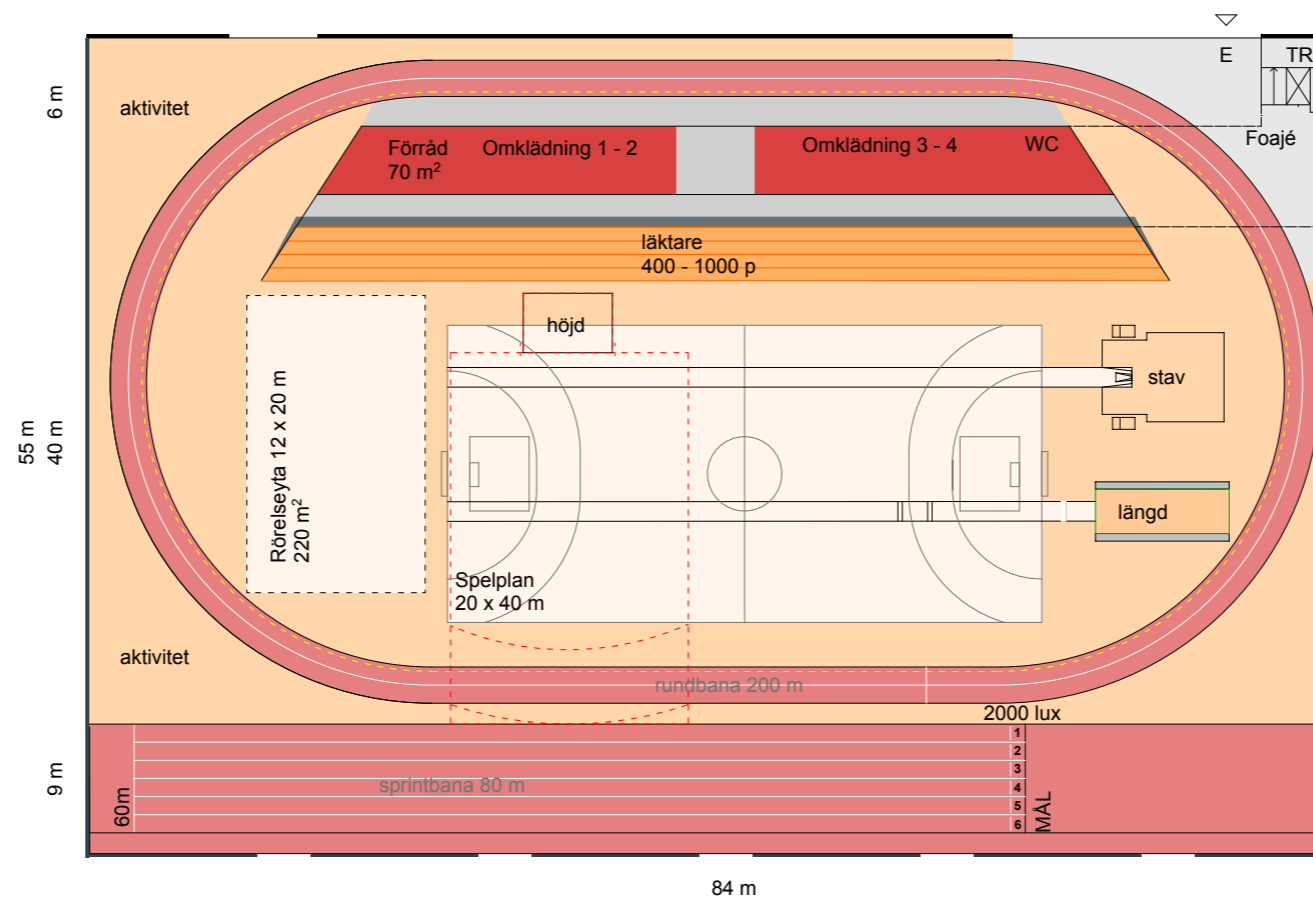 E
TR
6 m
aktivitet
Förråd
70 m²
Omklädning 1 - 2
Omklädning 3 - 4
WC
Foajé
läktare
400 - 1000 p
höjd
stav
55 m
40 m
Rörelseyta 12 x 20 m
220 m²
längd
Spelplan
20 x 40 m
aktivitet
rundbana 200 m
2000 lux
9 m
60m
sprintbana 80 m
1
2
3
4
5
6
MÅL
84 m